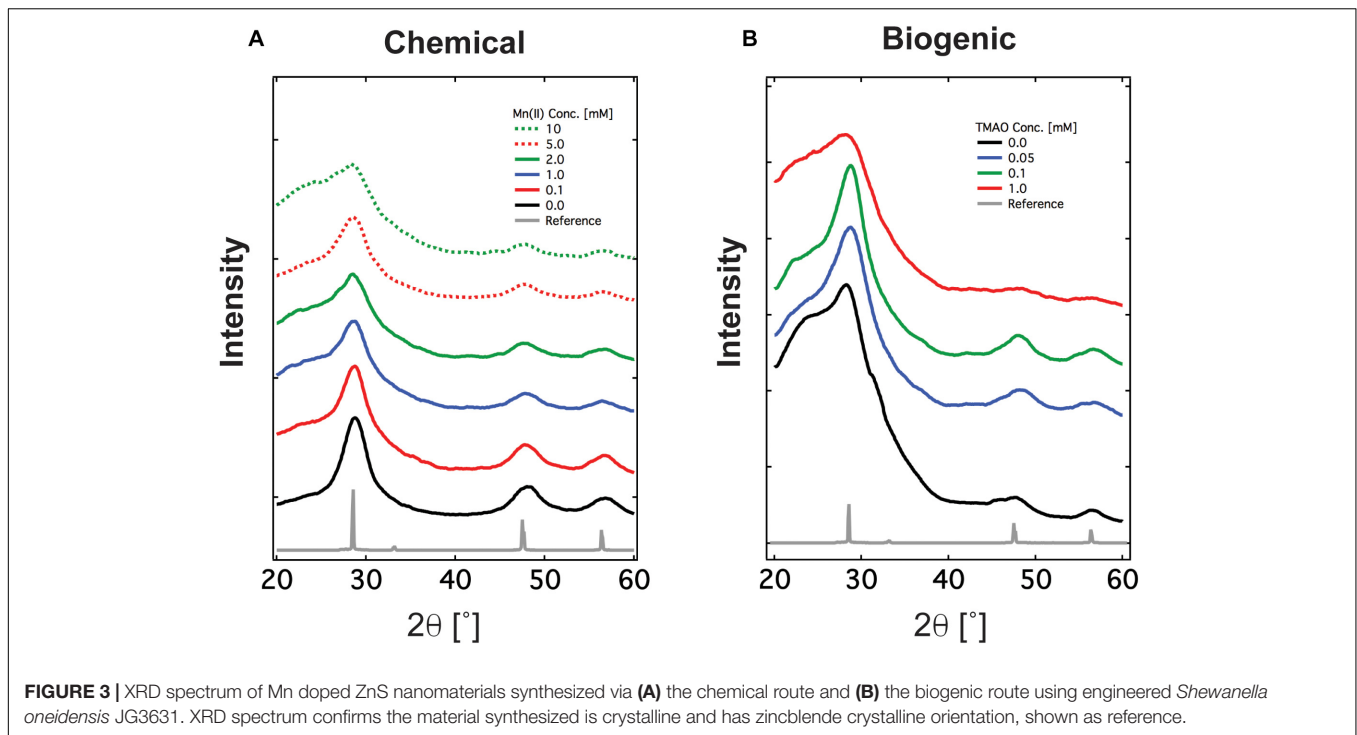 A
Chemical
Intensity
Mn(II) Conc. [mM]
10
5.0
2.0
1.0
0.1
0.0
Reference
20 30 40 50 60
2θ [°]
B
Biogenic
Intensity
TMAO Conc. [mM]
0.0
0.05
0.1
1.0
Reference
20 30 40 50 60
2θ [°]
FIGURE 3 | XRD spectrum of Mn doped ZnS nanomaterials synthesized via (A) the chemical route and (B) the biogenic route using engineered Shewanella
oneidensis JG3631. XRD spectrum confirms the material synthesized is crystalline and has zincblende crystalline orientation, shown as reference.